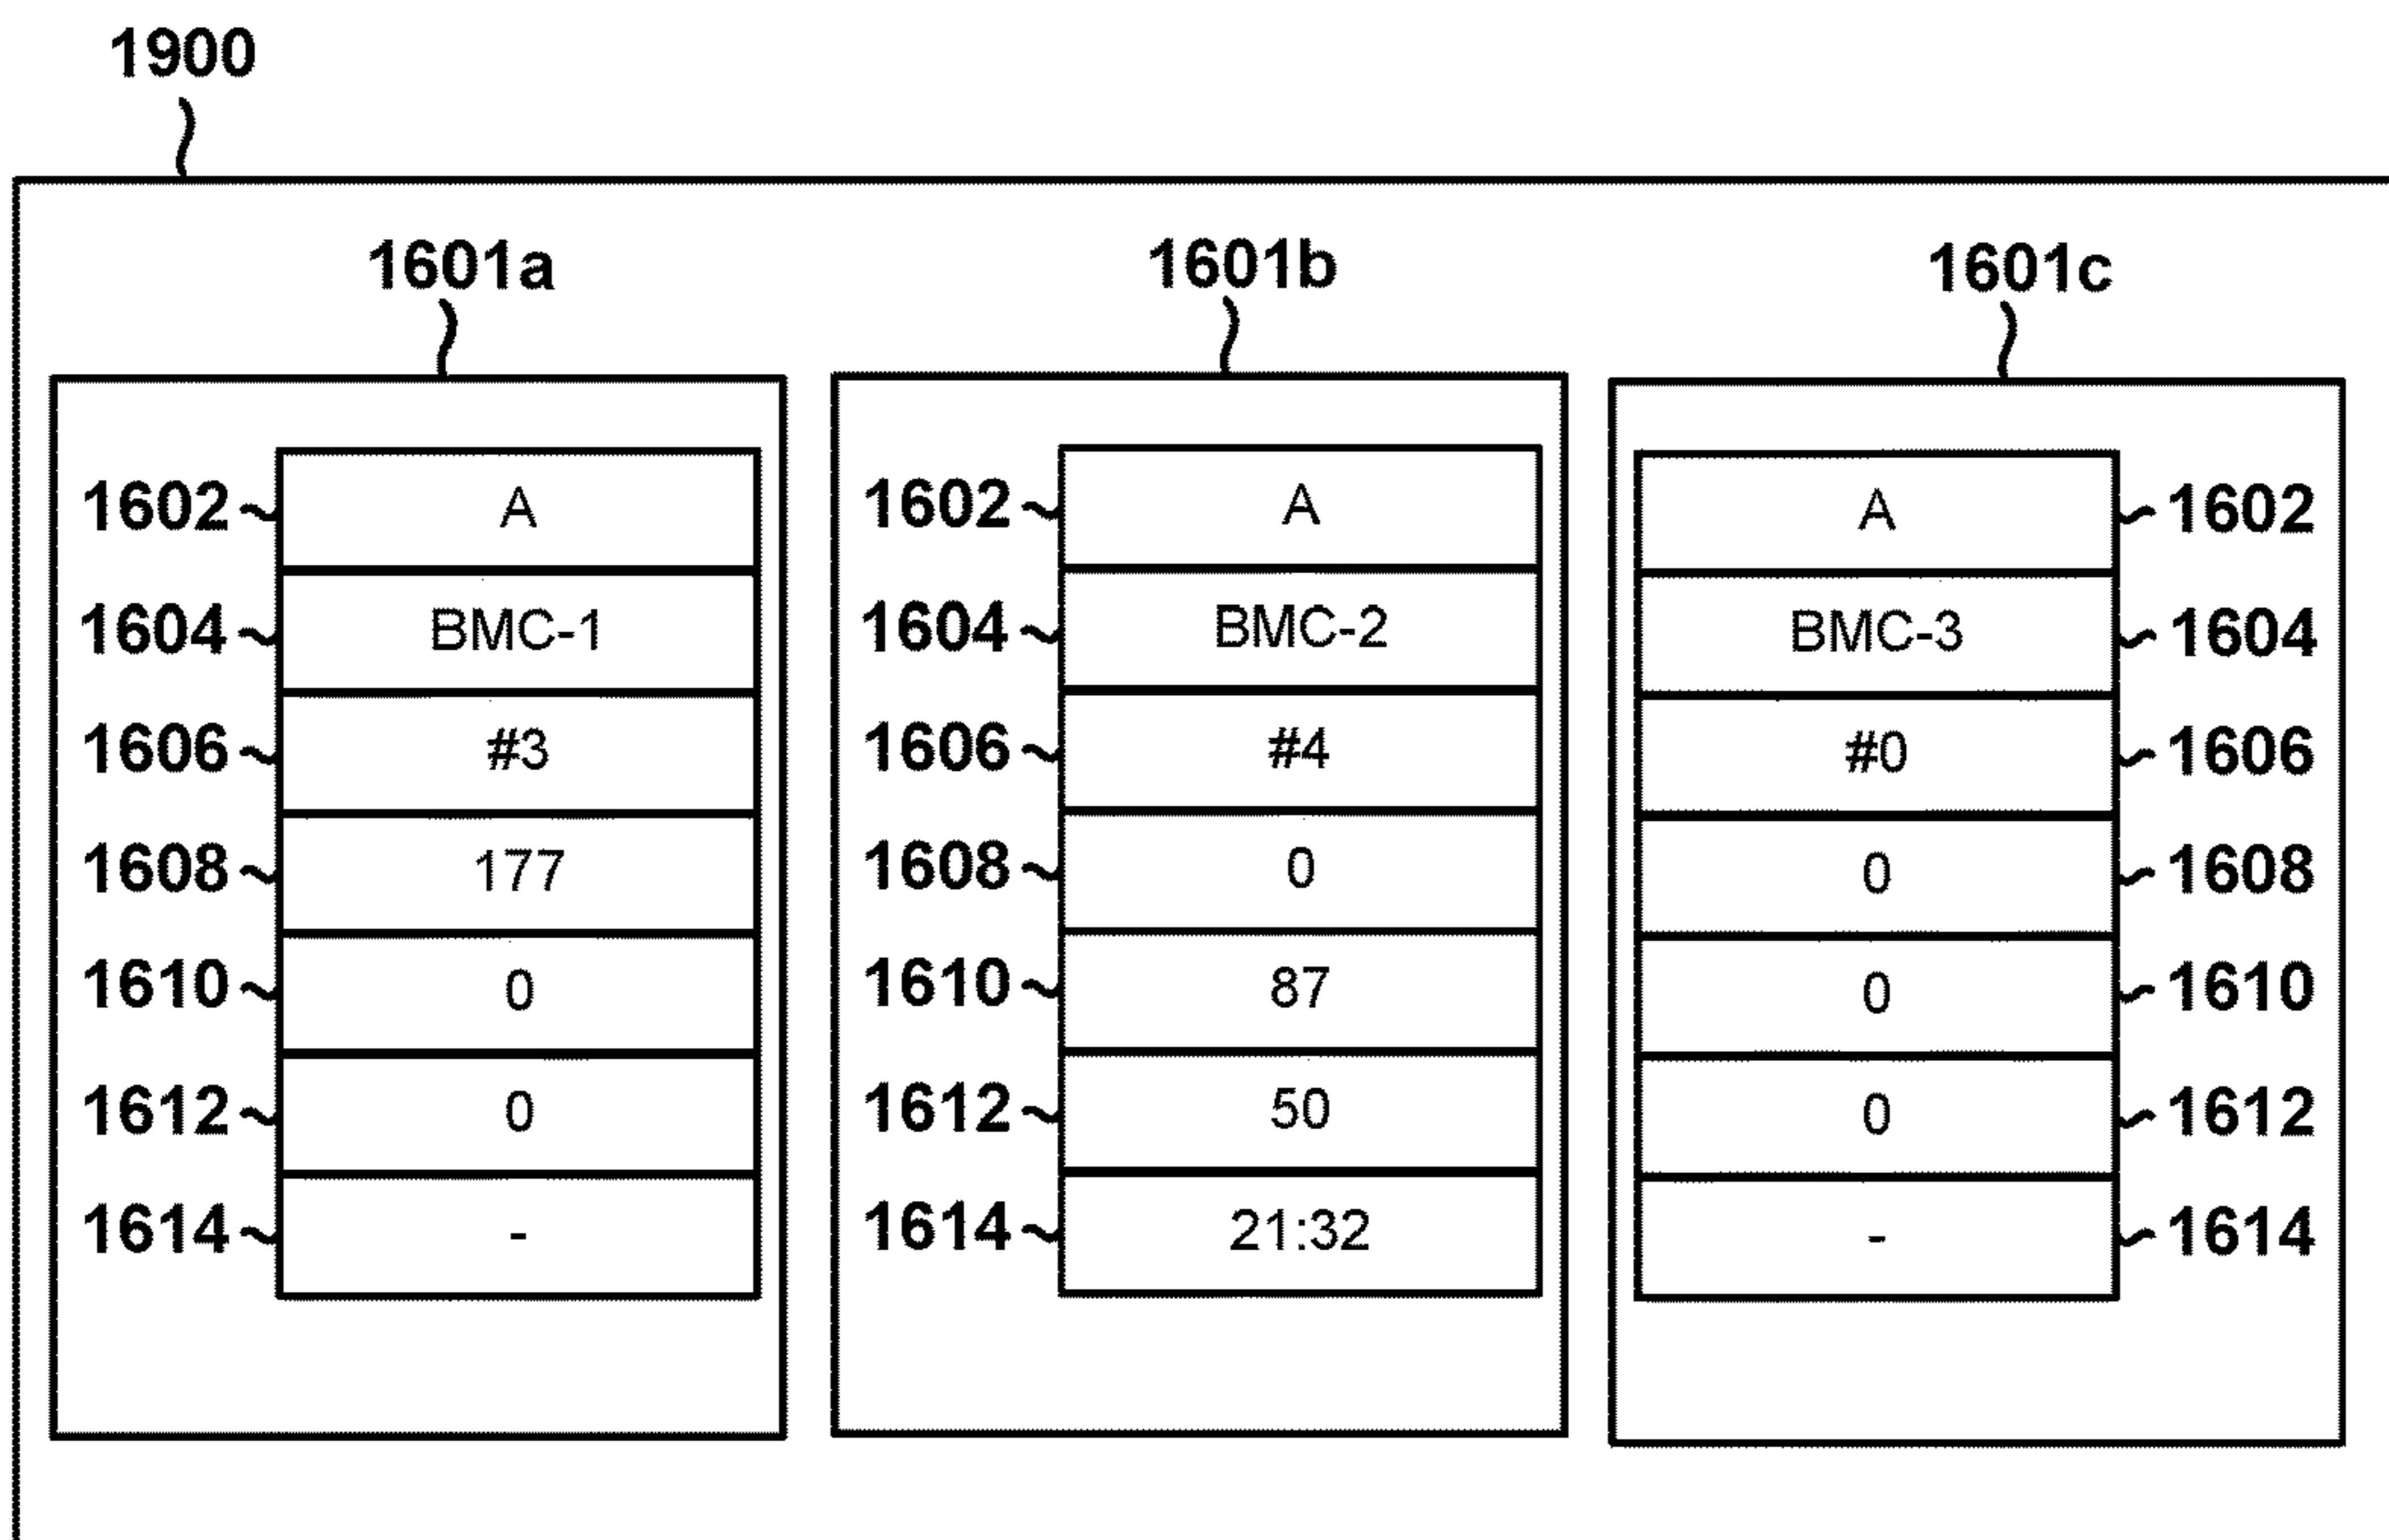 1900
1601a 1601b 1601c
1602 A 1602 A A 1602
1604 BMC-1 1604 BMC-2 BMC-3 1604
1606 #3 1606 #4 #0 1606
1608 177 1608 0 0 1608
1610 0 1610 87 0 1610
1612 0 1612 50 0 1612
1614 - 1614 21:32 - 1614